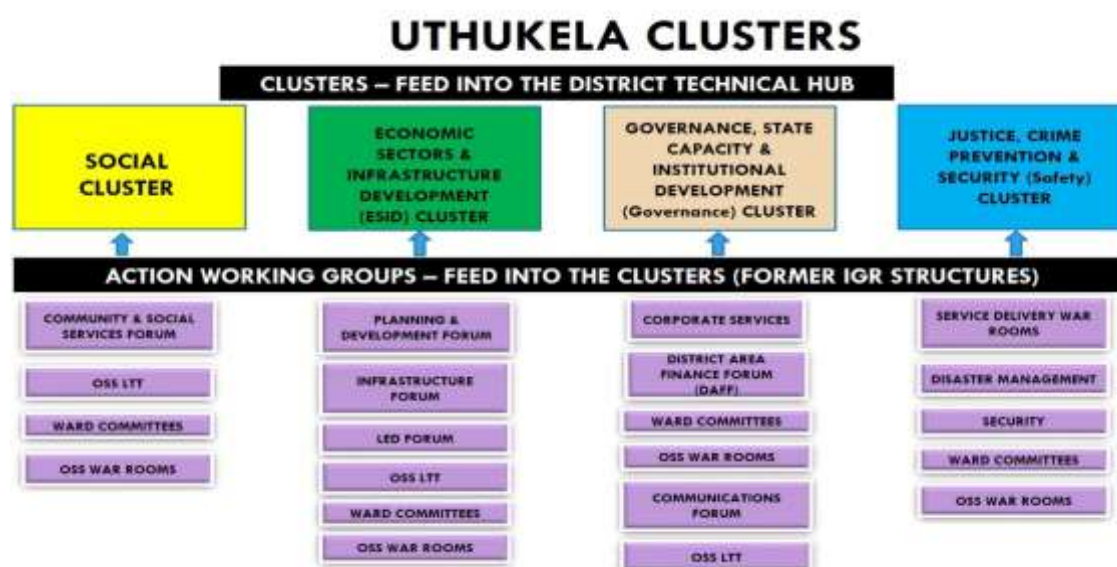 UTHUKELA CLUSTERS
CLUSTERS – FEED INTO THE DISTRICT TECHNICAL HUB
SOCIAL
CLUSTER
ECONOMIC
SECTORS &
INFRASTRUCTURE
DEVELOPMENT
(ESID) CLUSTER
GOVERNANCE, STATE
CAPACITY &
INSTITUTIONAL
DEVELOPMENT
(Governance) CLUSTER
JUSTICE, CRIME
PREVENTION &
SECURITY (Safety)
CLUSTER
ACTION WORKING GROUPS – FEED INTO THE CLUSTERS (FORMER IGR STRUCTURES)
COMMUNITY & SOCIAL
SERVICES FORUM
OSS LTT
WARD COMMITTEES
OSS WAR ROOMS
PLANNING &
DEVELOPMENT FORUM
INFRASTRUCTURE
FORUM
LED FORUM
OSS LTT
WARD COMMITTEES
OSS WAR ROOMS
CORPORATE SERVICES
DISTRICT AREA
FINANCE FORUM
(DAFF)
WARD COMMITTEES
OSS WAR ROOMS
COMMUNICATIONS
FORUM
OSS LTT
SERVICE DELIVERY WAR
ROOMS
DISASTER MANAGEMENT
SECURITY
WARD COMMITTEES
OSS WAR ROOMS